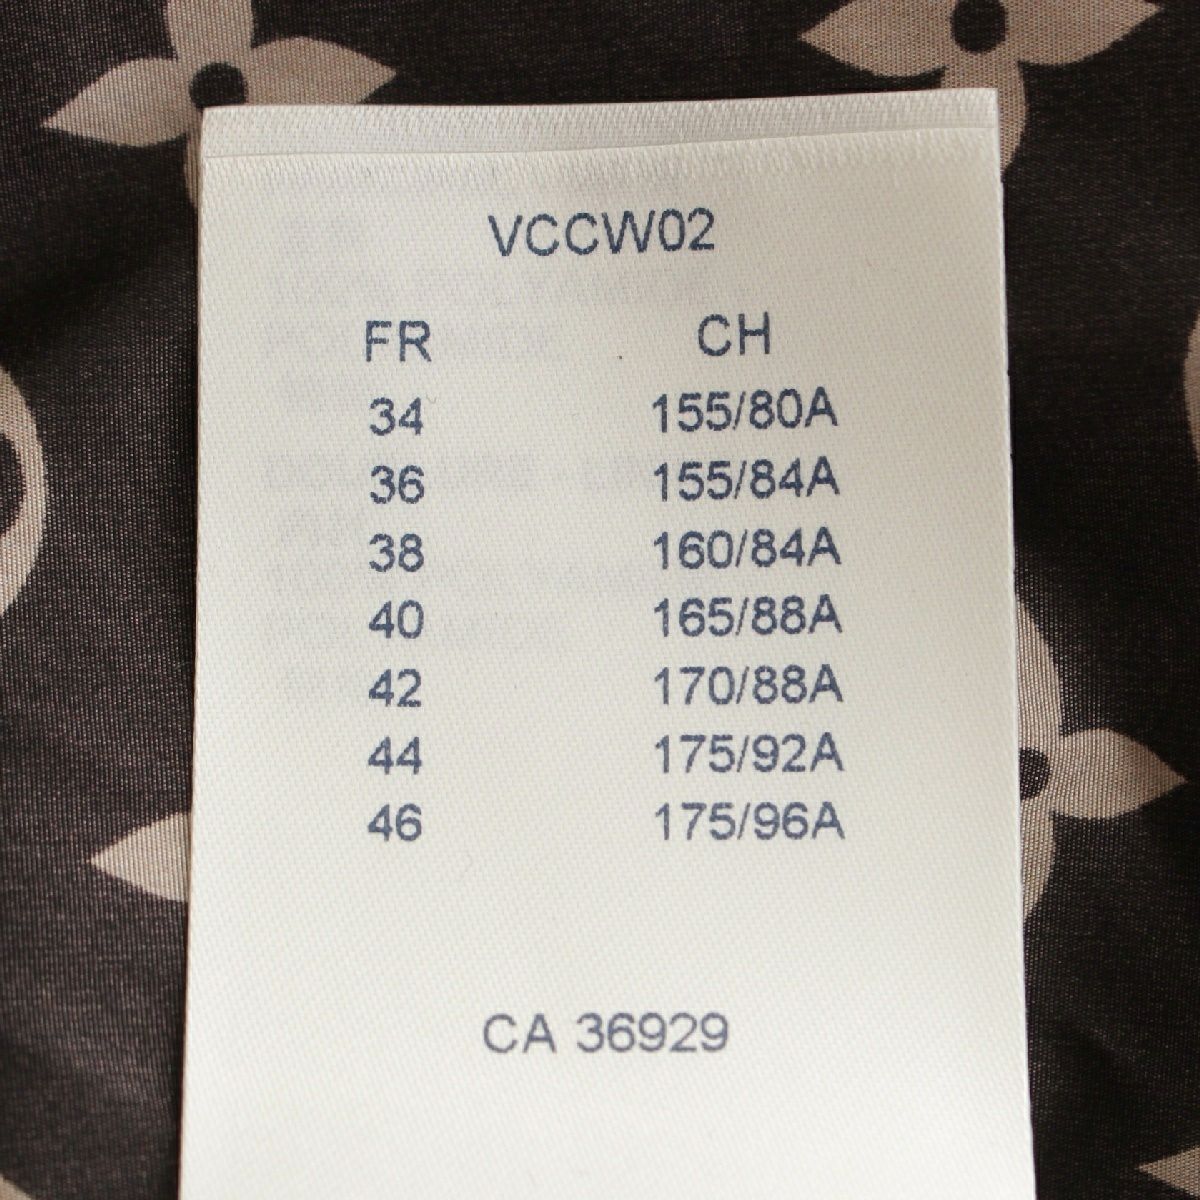 VCCW02
FR CH
34 155/80A
36 155/84A
38 160/84A
40 165/88A
42 170/88A
44 175/92A
46 175/96A
CA 36929